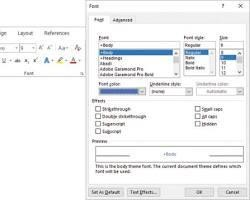 Design Layout References
Font
Font
Font Advanced
Font: Font style: Size:
+Body Regular
+Body Regular 8
+Headings Italic 9
Abadi Bold 10
Adobe Garamond Pro Bold Italic 11
Adobe Garamond Pro Bold 12
Font color: Underline style: Underline color:
(none) Automatic
Effects
Strikethrough Small caps
Double strikethrough All caps
Superscript Hidden
Subscript
Preview
+Body
This is the body theme font. The current document theme defines which
font will be used.
Set As Default Text Effects... OK Cancel